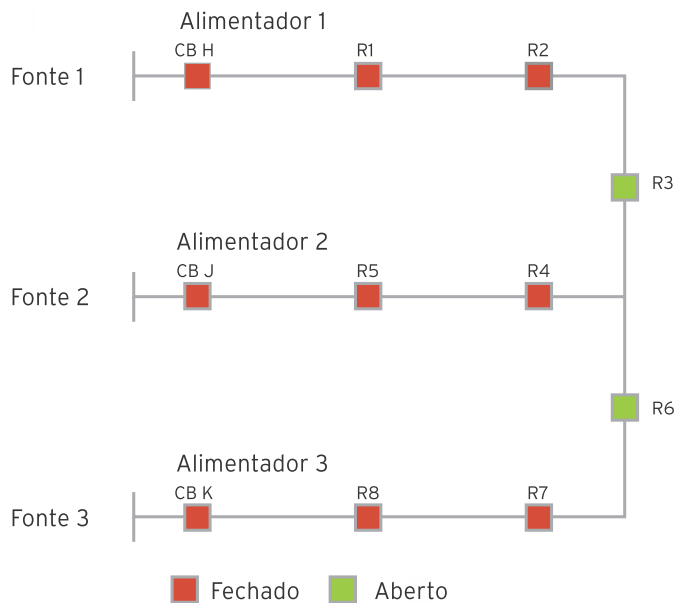 Alimentador 1
CB H R1 R2
Fonte 1
R3
Alimentador 2
CB J R5 R4
Fonte 2
R6
Alimentador 3
CB K R8 R7
Fonte 3
Fechado Aberto